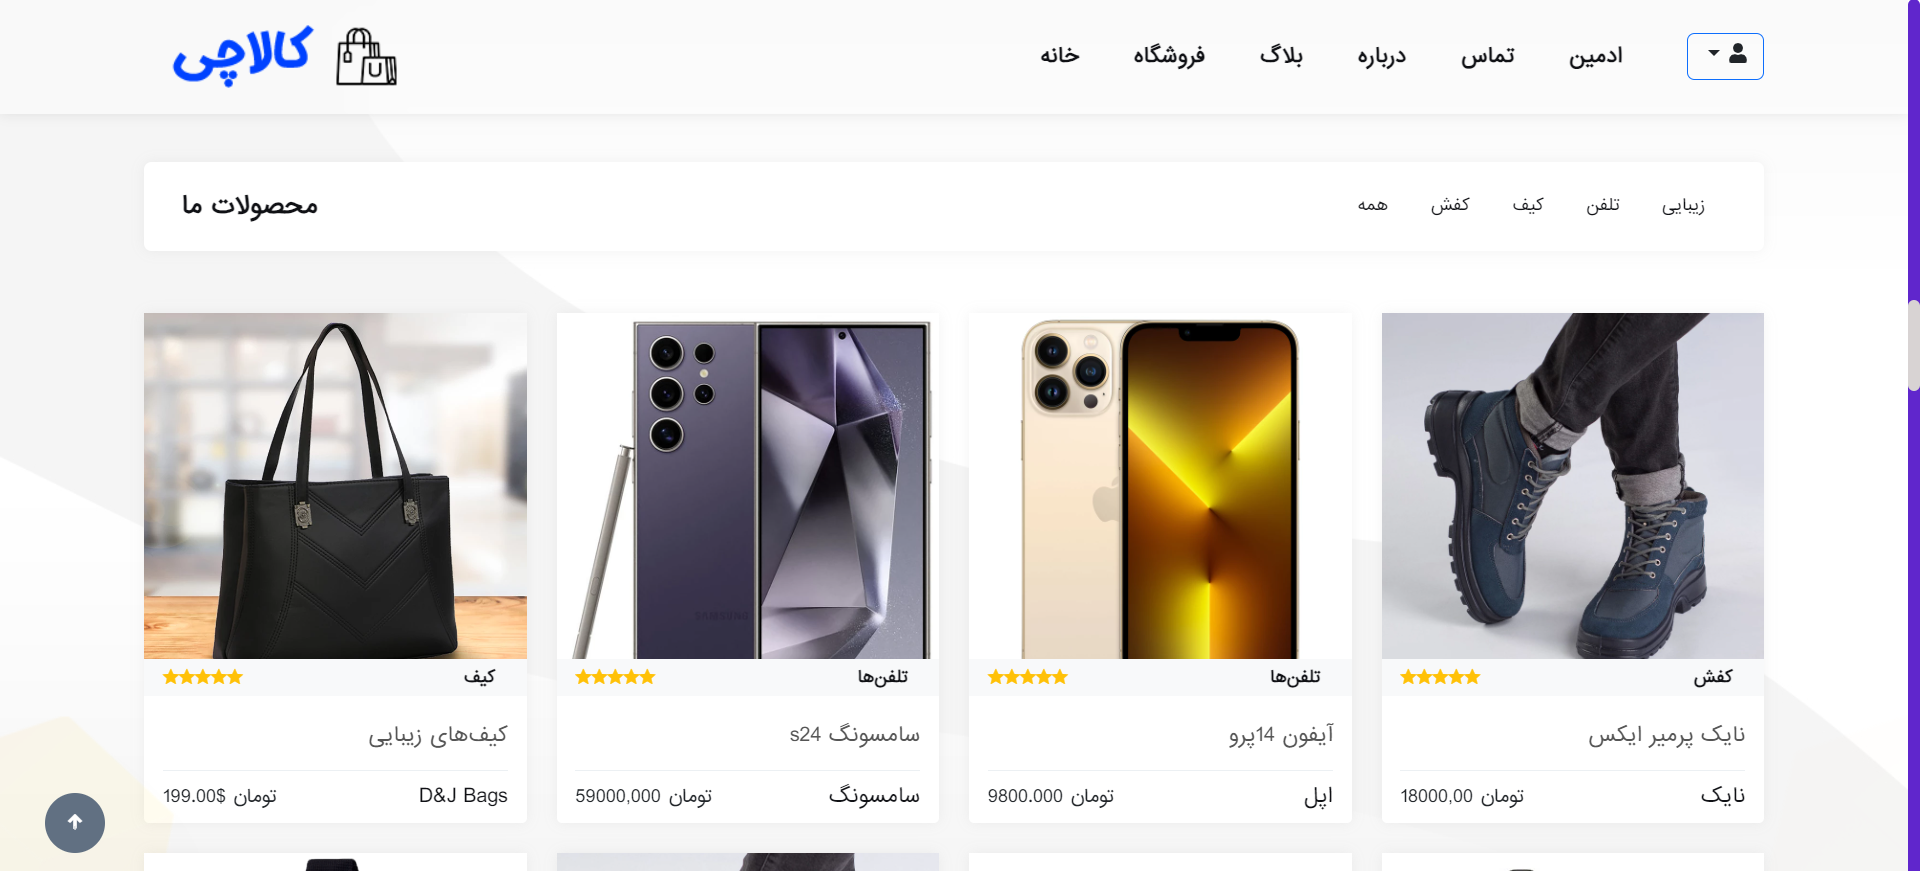 کالاچی
خانه
فروشگاه
بلاگ
درباره
تماس
ادمین
محصولات ما
همه
کفش
کیف
تلفن
زیبایی
کیف
کیف‌های زیبایی
D&J Bags
199.00$ تومان
تلفن‌ها
سامسونگ s24
سامسونگ
59000,000 تومان
تلفن‌ها
آیفون 14پرو
اپل
9800.000 تومان
کفش
نایک پرمیر ایکس
نایک
18000,00 تومان